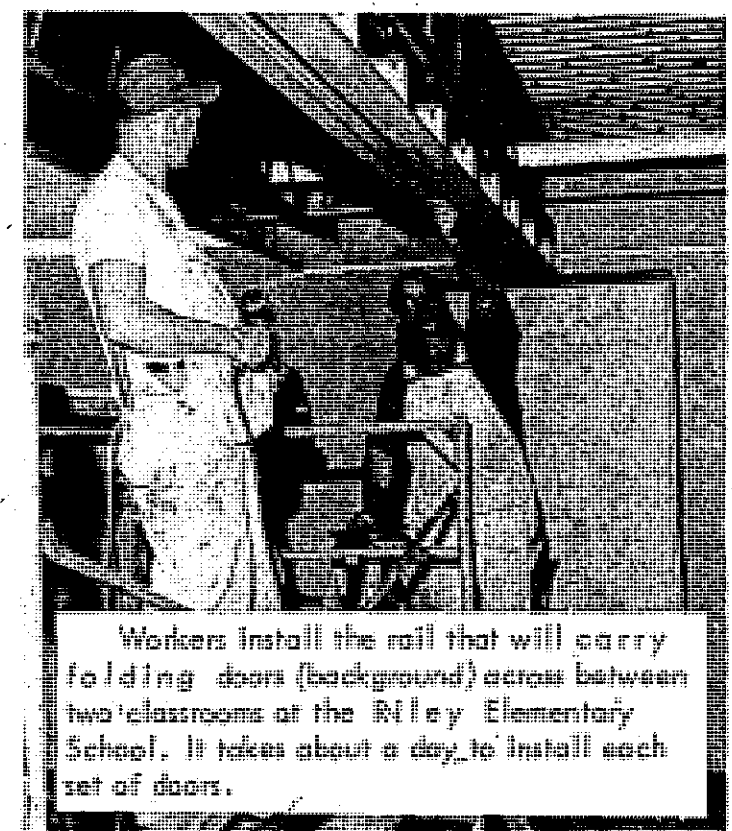 Workers install the rail that will carry
folding doors (background) across between
two classrooms at the Riley Elementary
School. It takes about a day to install each
set of doors.